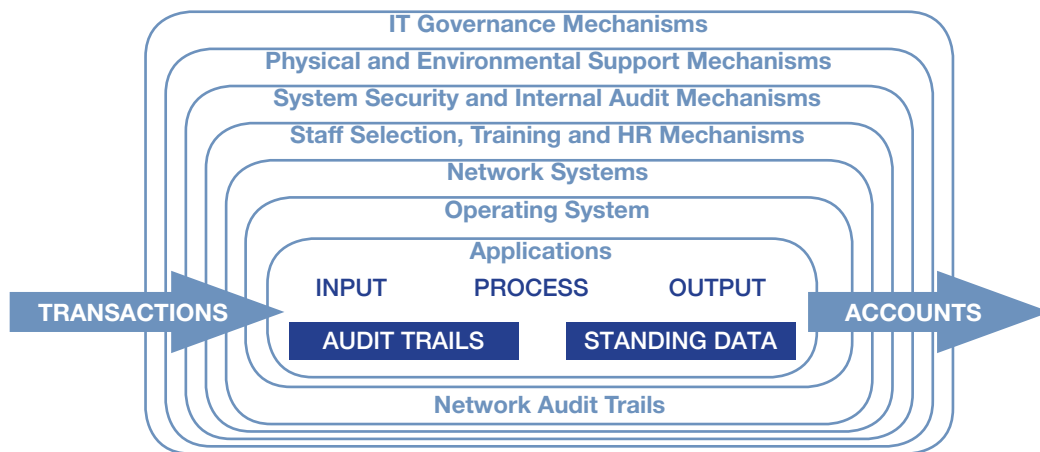 IT Governance Mechanisms
Physical and Environmental Support Mechanisms
System Security and Internal Audit Mechanisms
Staff Selection, Training and HR Mechanisms
Network Systems
Operating System
Applications
INPUT PROCESS OUTPUT
TRANSACTIONS
ACCOUNTS
AUDIT TRAILS
STANDING DATA
Network Audit Trails